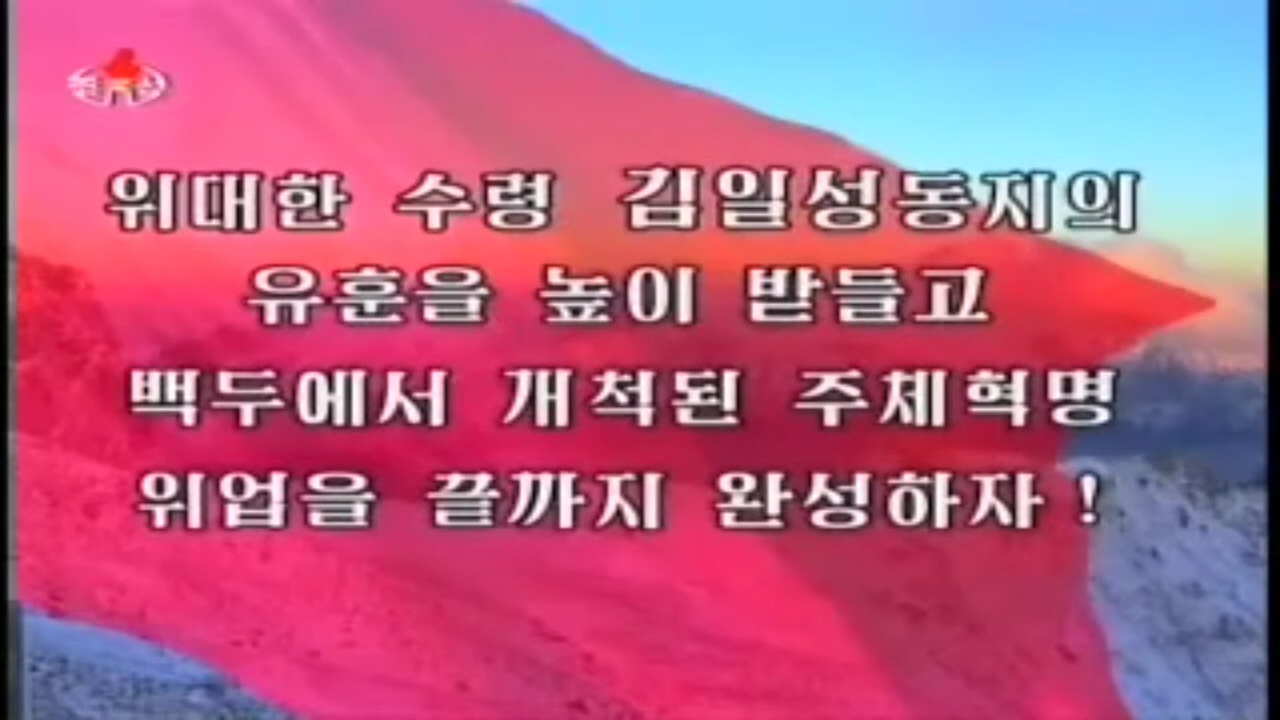 위대한 수령 김일성동지의
유훈을 높이 받들고
백두에서 개척된 주체혁명
위업을 끝까지 완성하자!